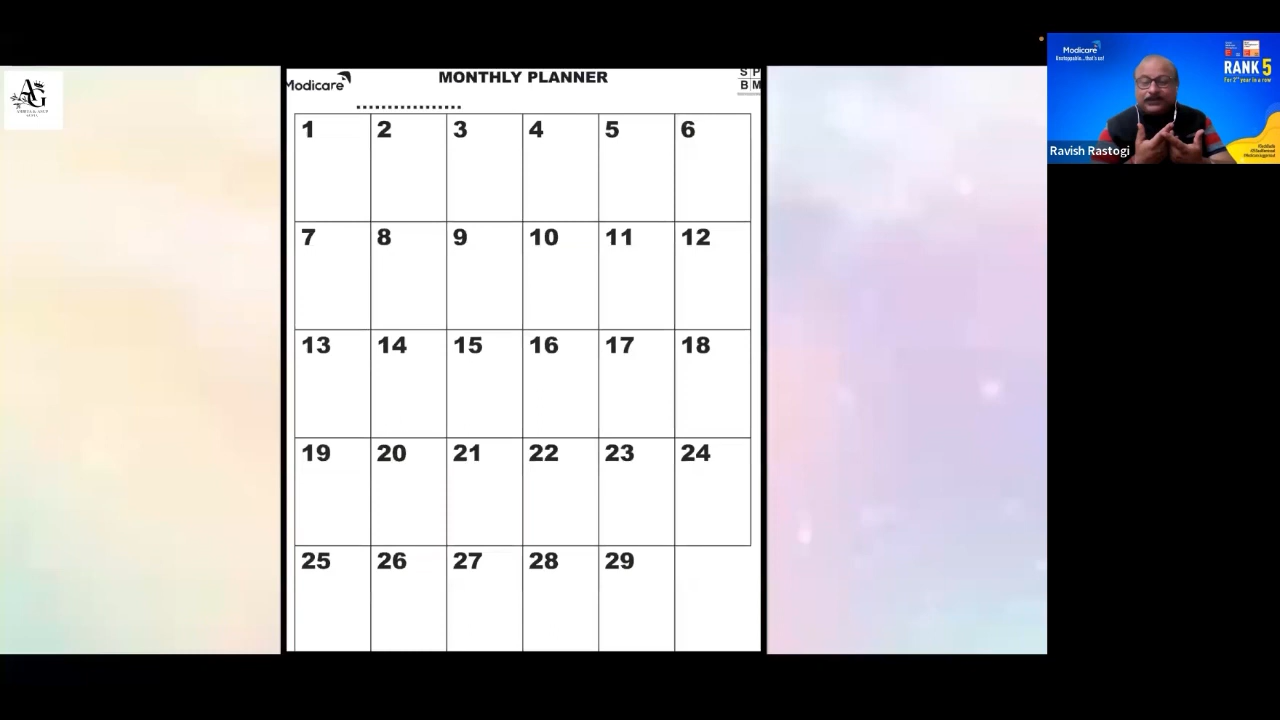 AG
Modicare
MONTHLY PLANNER
S P
B M
1 2 3 4 5 6
7 8 9 10 11 12
13 14 15 16 17 18
19 20 21 22 23 24
25 26 27 28 29
Modicare
RANK 5
Ravish Rastogi